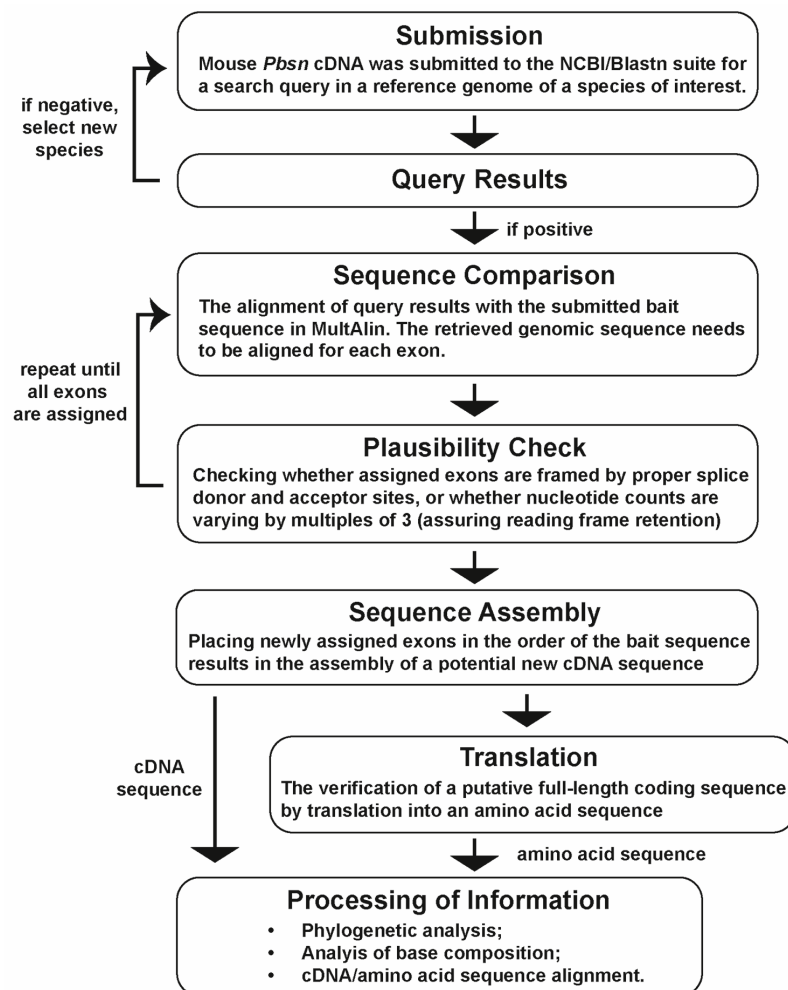 Submission
Mouse Pbsn cDNA was submitted to the NCBI/Blastn suite for
a search query in a reference genome of a species of interest.
if negative,
select new
species
Query Results
if positive
Sequence Comparison
The alignment of query results with the submitted bait
sequence in MultAlin. The retrieved genomic sequence needs
to be aligned for each exon.
repeat until
all exons
are assigned
Plausibility Check
Checking whether assigned exons are framed by proper splice
donor and acceptor sites, or whether nucleotide counts are
varying by multiples of 3 (assuring reading frame retention)
Sequence Assembly
Placing newly assigned exons in the order of the bait sequence
results in the assembly of a potential new cDNA sequence
cDNA
sequence
Translation
The verification of a putative full-length coding sequence
by translation into an amino acid sequence
amino acid sequence
Processing of Information
• Phylogenetic analysis;
• Analyis of base composition;
• cDNA/amino acid sequence alignment.